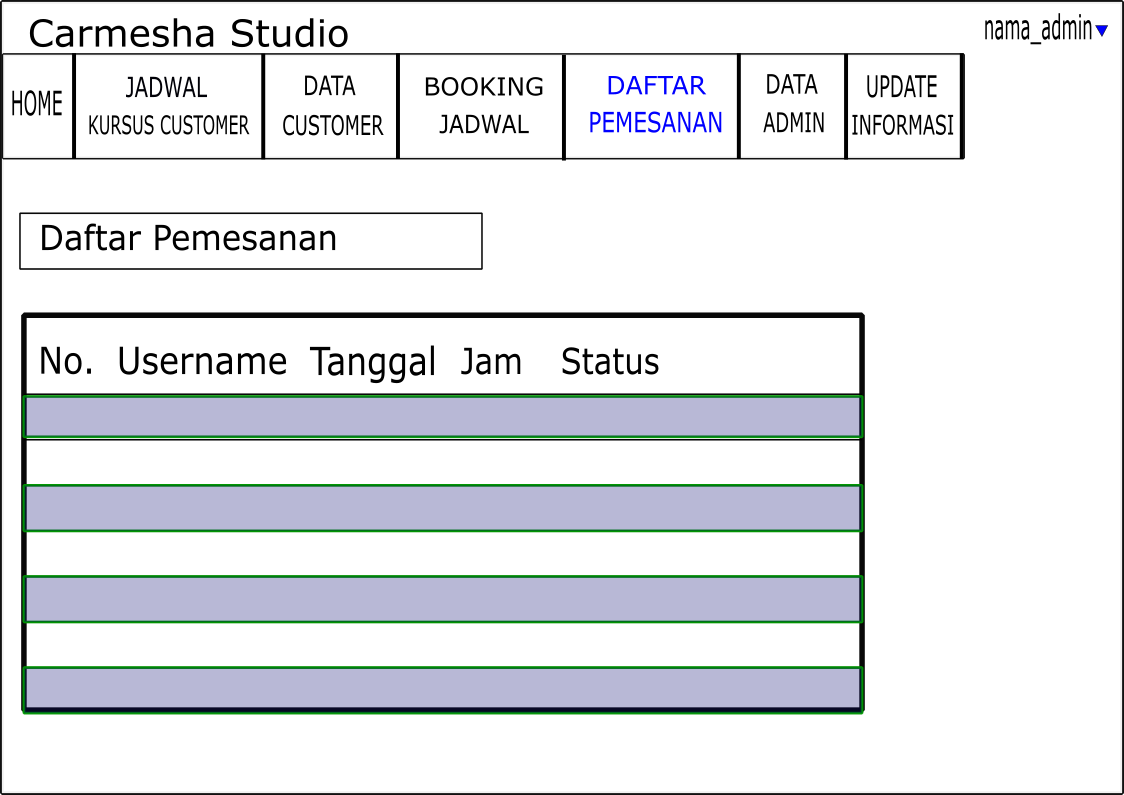 Carmesha Studio
nama_admin
HOME
JADWAL
KURSUS CUSTOMER
DATA
CUSTOMER
BOOKING
JADWAL
DAFTAR
PEMESANAN
DATA
ADMIN
UPDATE
INFORMASI
Daftar Pemesanan
No. Username Tanggal Jam Status